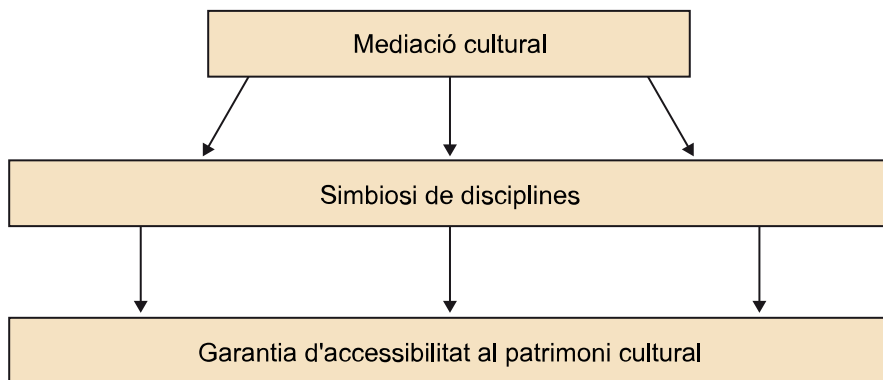 Mediació cultural
Simbiosi de disciplines
Garantia d'accessibilitat al patrimoni cultural